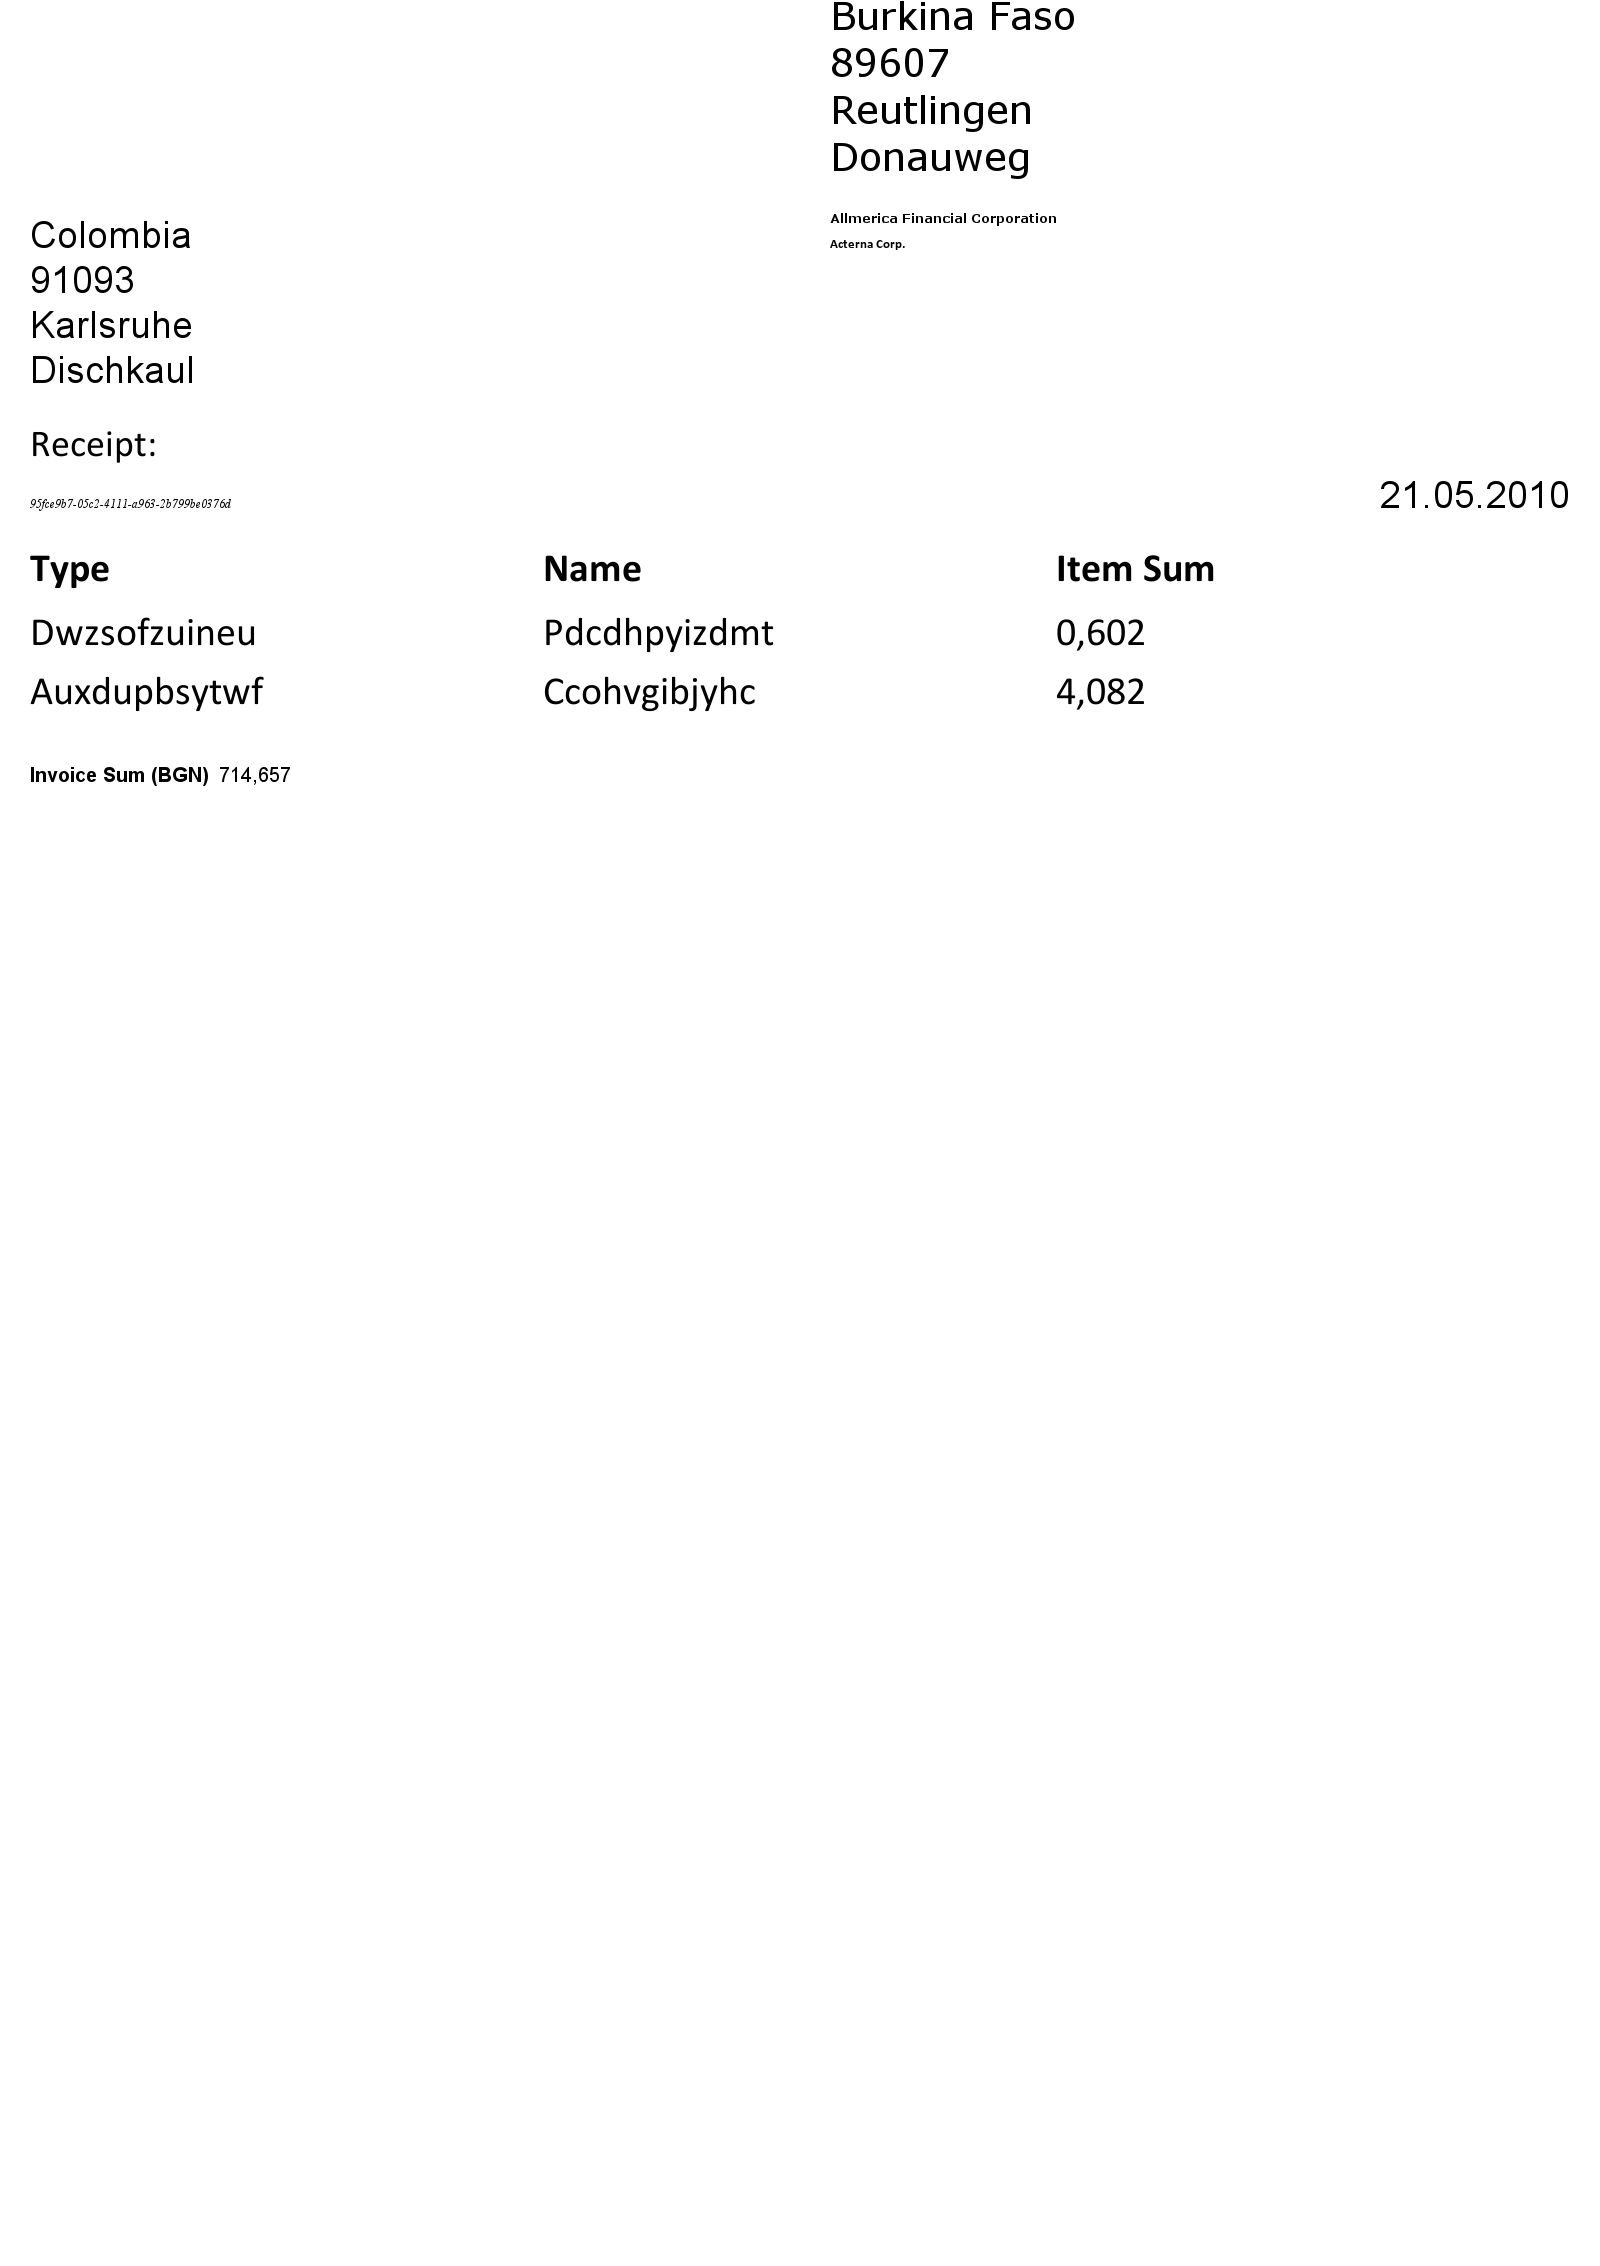 Burkina Faso
89607
Reutlingen
Donauweg
Allmerica Financial Corporation
Acterna Corp.
Colombia
91093
Karlsruhe
Dischkaul
Receipt:
95fce9b7-05c2-4111-a963-2b799be0376d
21.05.2010
Type Name Item Sum
Dwzsofzuineu Pdcdhpyizdmt 0,602
Auxdupbsytwf Ccohvgibjyhc 4,082
Invoice Sum (BGN) 714,657